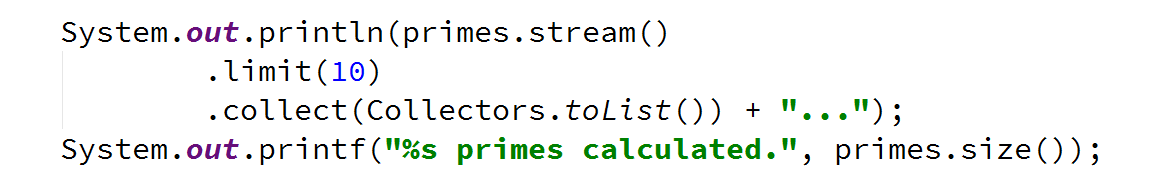 System.out.println(primes.stream()
.limit(10)
.collect(Collectors.toList()) + "...");
System.out.printf("%s primes calculated.", primes.size());